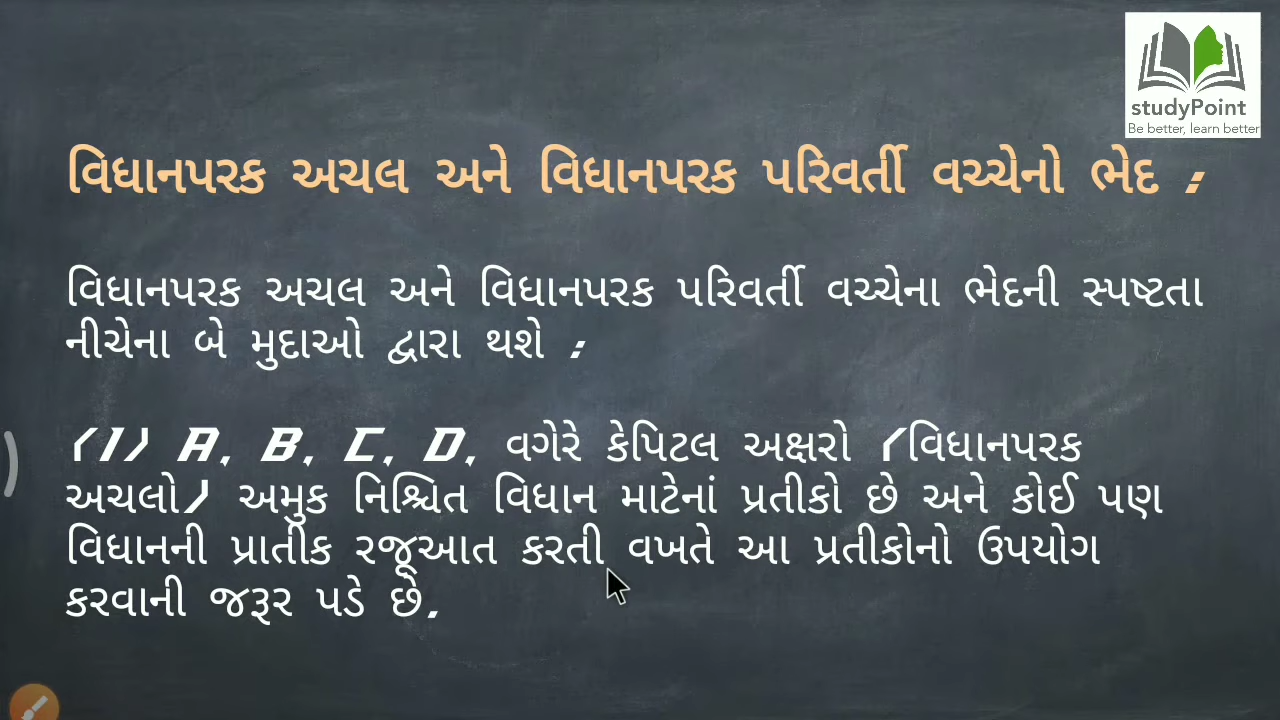 studyPoint
Be better, learn better
વિધાનપરક અચલ અને વિધાનપરક પરિવર્તી વચ્ચેનો ભેદ :
વિધાનપરક અચલ અને વિધાનપરક પરિવર્તી વચ્ચેના ભેદની સ્પષ્ટતા
નીચેના બે મુદાઓ દ્વારા થશે :
(1) A, B, C, D, વગેરે કેપિટલ અક્ષરો (વિધાનપરક
અચલો) અમુક નિશ્ચિત વિધાન માટેનાં પ્રતીકો છે અને કોઈ પણ
વિધાનની પ્રાતીક રજૂઆત કરતી વખતે આ પ્રતીકોનો ઉપયોગ
કરવાની જરૂર પડે છે.